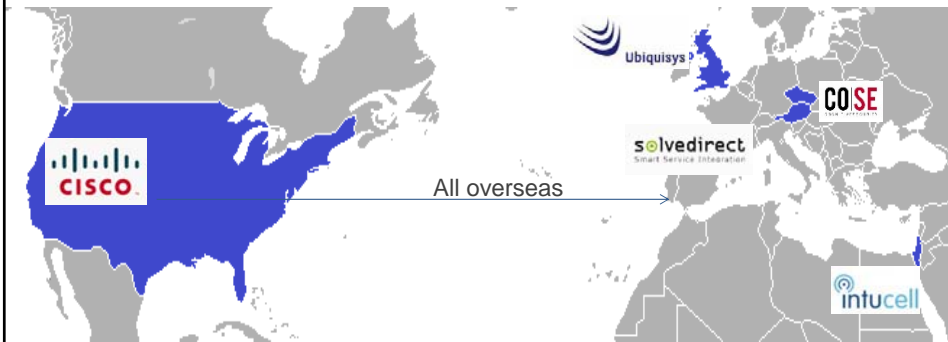 CISCO
All overseas
Ubiquisys
COSE
solvedirect
Smart Service Integration
intucell